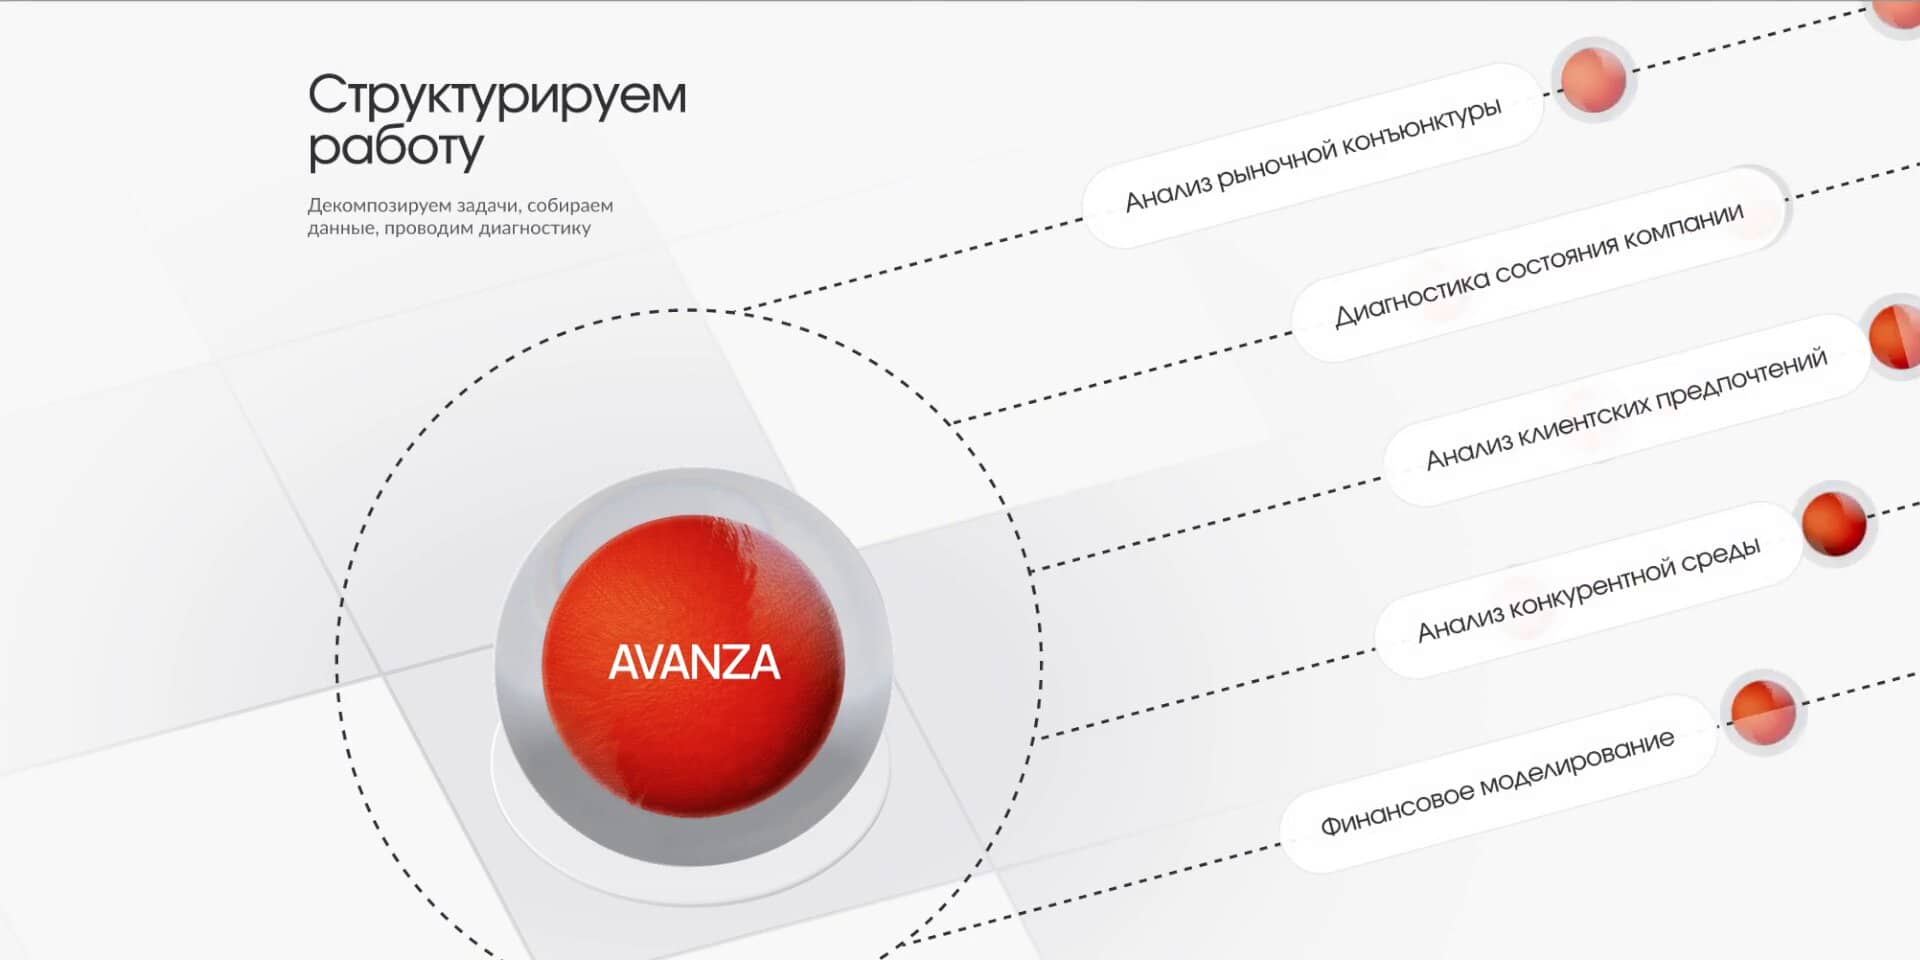 Структурируем
работу
Декомпозируем задачи, собираем
данные, проводим диагностику
Анализ рыночной конъюнктуры
Диагностика состояния компании
Анализ клиентских предпочтений
Анализ конкурентной среды
Финансовое моделирование
AVANZA